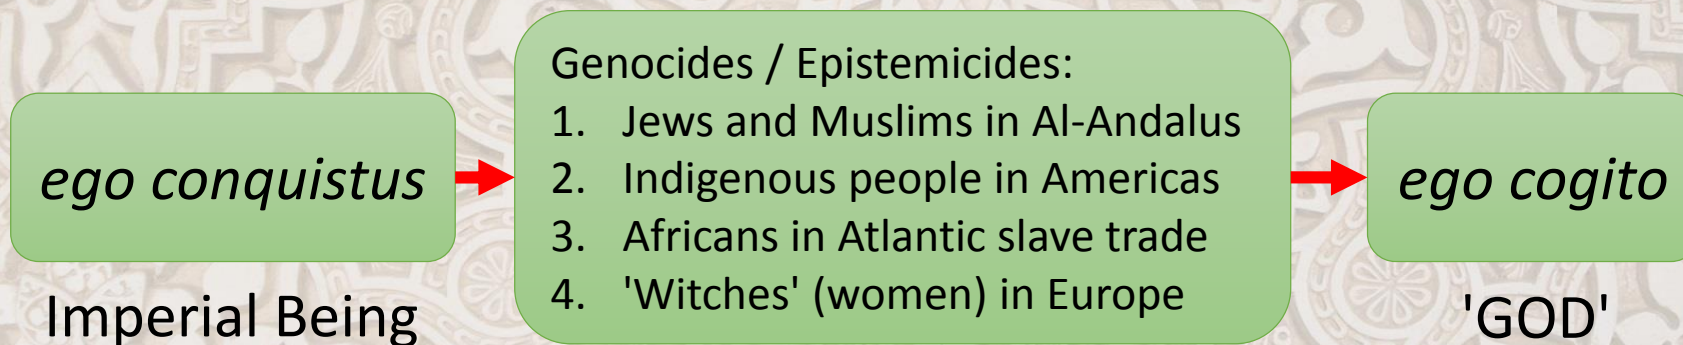 ego conquistus
Imperial Being
Genocides / Epistemicides:
1. Jews and Muslims in Al-Andalus
2. Indigenous people in Americas
3. Africans in Atlantic slave trade
4. 'Witches' (women) in Europe
ego cogito
'GOD'